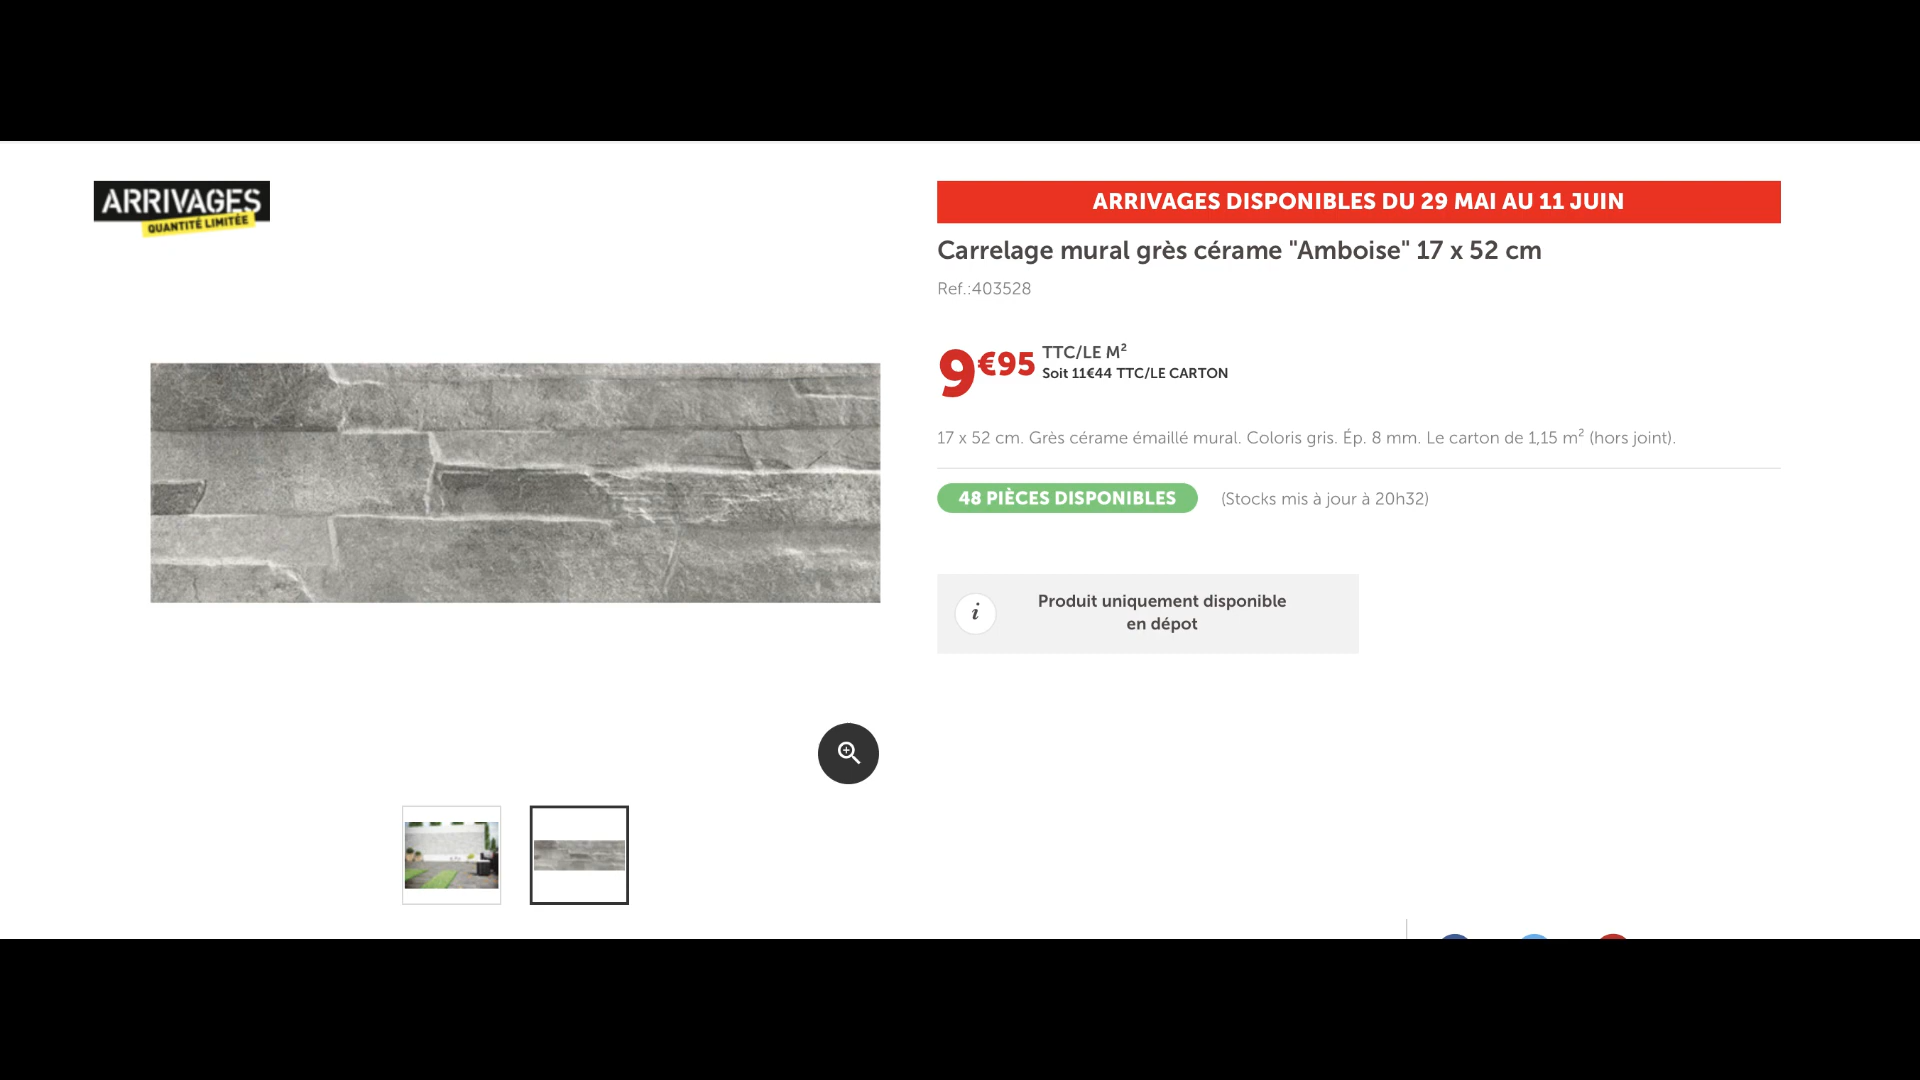 ARRIVAGES
QUANTITÉ LIMITÉE
ARRIVAGES DISPONIBLES DU 29 MAI AU 11 JUIN
Carrelage mural grès cérame "Amboise" 17 x 52 cm
Ref.:403528
9€95 TTC/LE M²
Soit 11€44 TTC/LE CARTON
17 x 52 cm. Grès cérame émaillé mural. Coloris gris. Ép. 8 mm. Le carton de 1,15 m² (hors joint).
48 PIÈCES DISPONIBLES (Stocks mis à jour à 20h32)
i
Produit uniquement disponible
en dépot